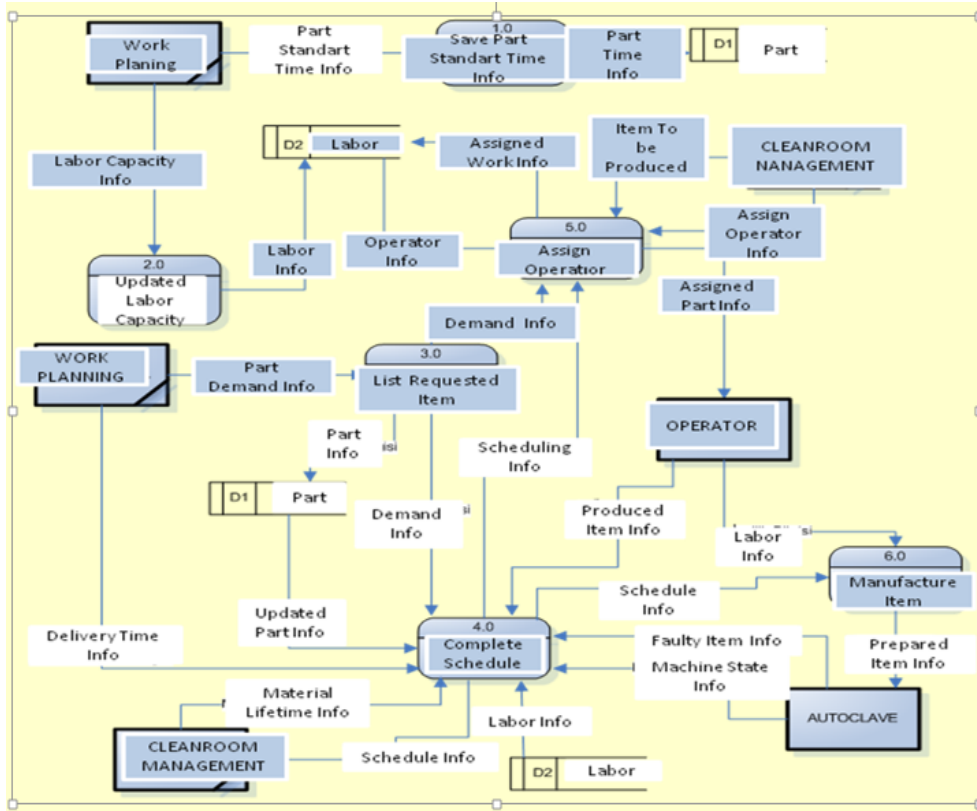 Work
Planing
Part
Standart
Time Info
1.0
Save Part
Standart Time
Info
Part
Time
Info
D1
Part
Labor Capacity
Info
D2
Labor
Assigned
Work Info
Item To
be
Produced
CLEANROOM
NANAGEMENT
2.0
Updated
Labor
Capacity
Labor
Info
Operator
Info
5.0
Assign
Operatior
Assign
Operator
Info
Assigned
Part Info
Demand Info
WORK
PLANNING
Part
Demand Info
3.0
List Requested
Item
Part
Info
isi
D1
Part
Demand
Info
si
Scheduling
Info
OPERATOR
Produced
Item Info
Labor
Info
6.0
Manufacture
Item
Schedule
Info
Updated
Part Info
Delivery Time
Info
4.0
Complete
Schedule
Faulty Item Info
Machine State
Info
Prepared
Item Info
Material
Lifetime Info
Labor Info
AUTOCLAVE
CLEANROOM
MANAGEMENT
Schedule Info
D2
Labor